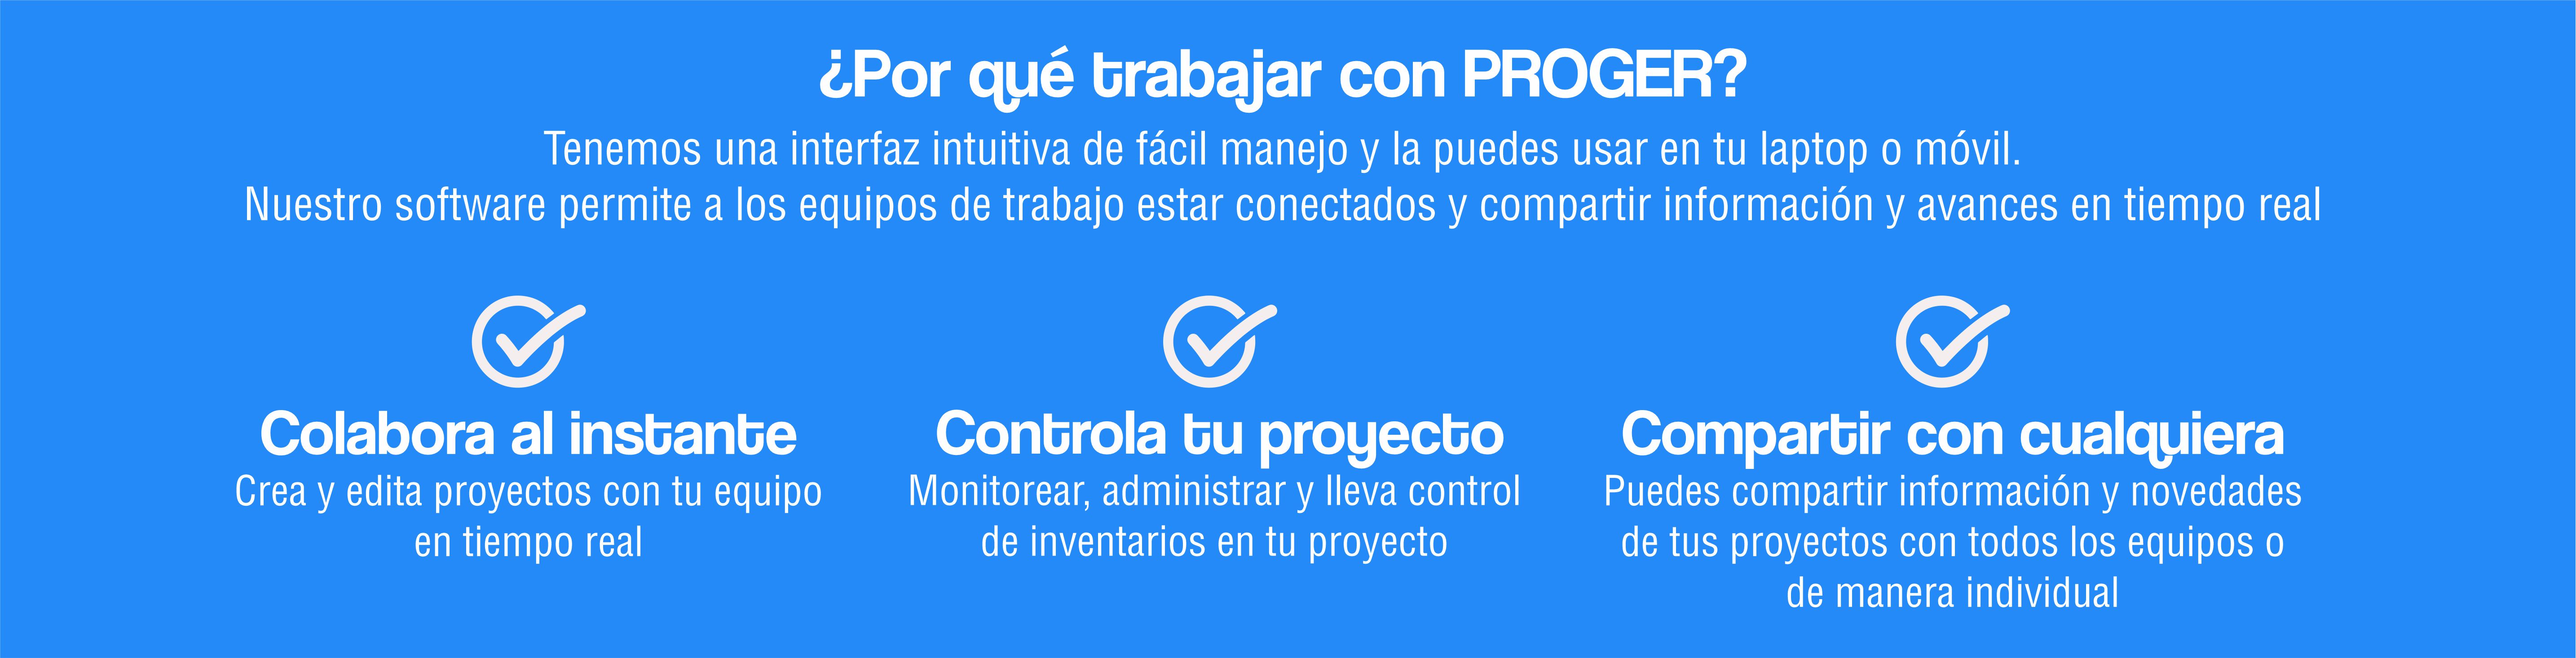 ¿Por qué trabajar con PROGER?
Tenemos una interfaz intuitiva de fácil manejo y la puedes usar en tu laptop o móvil.
Nuestro software permite a los equipos de trabajo estar conectados y compartir información y avances en tiempo real
Colabora al instante
Crea y edita proyectos con tu equipo
en tiempo real
Controla tu proyecto
Monitorear, administrar y lleva control
de inventarios en tu proyecto
Compartir con cualquiera
Puedes compartir información y novedades
de tus proyectos con todos los equipos o
de manera individual